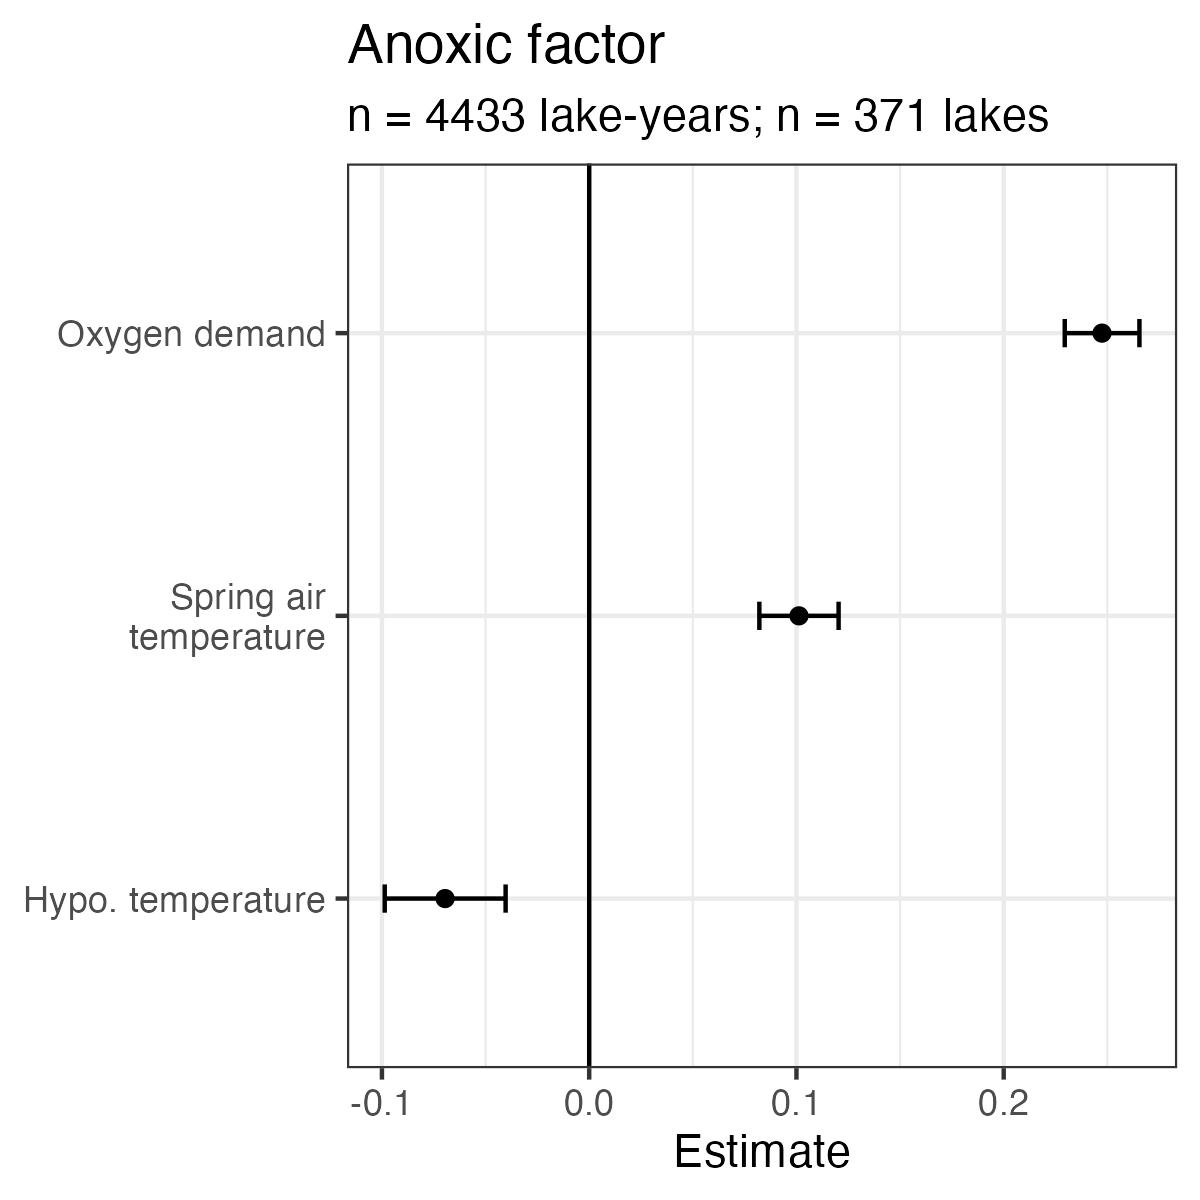 Anoxic factor
n = 4433 lake-years; n = 371 lakes
Oxygen demand
Spring air
temperature
Hypo. temperature
-0.1 0.0 0.1 0.2
Estimate